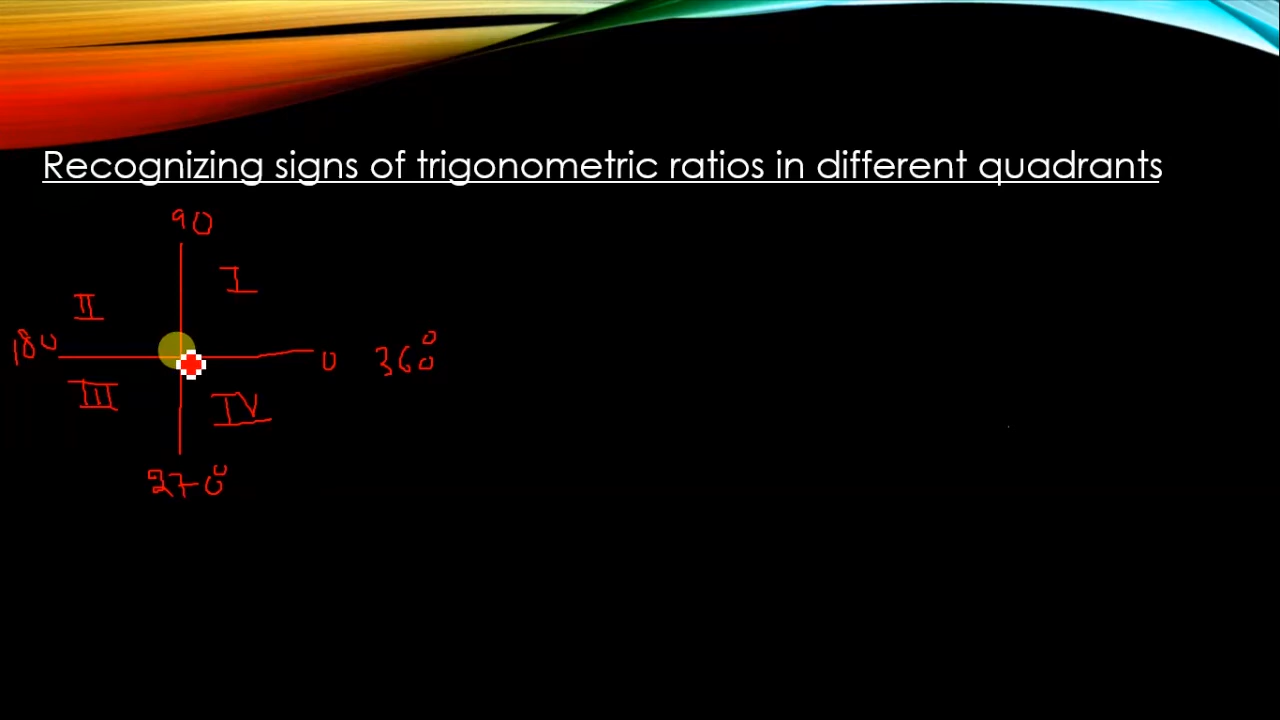 Recognizing signs of trigonometric ratios in different quadrants
90
I
II
180
0 360°
III
IV
270°